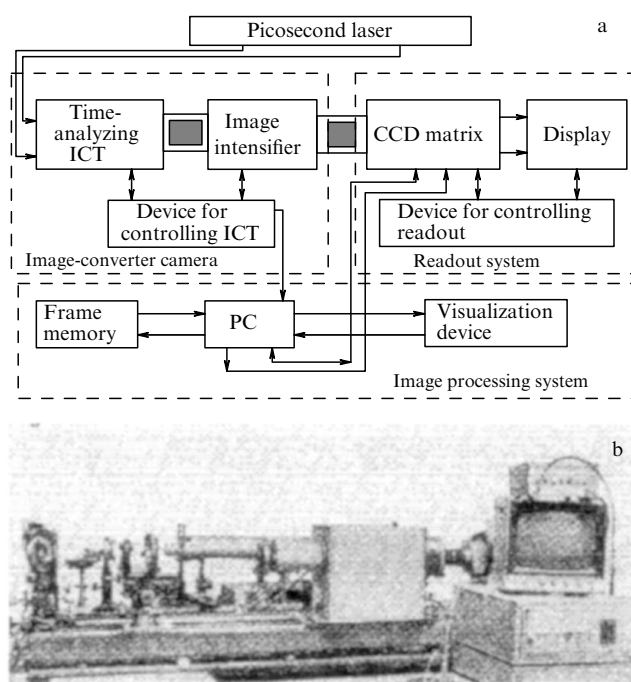 Picosecond laser
a
Time-
analyzing
ICT
Image
intensifier
CCD matrix
Display
Device for
controlling ICT
Device for controlling
readout
Image-converter camera
Readout system
Frame
memory
PC
Visualization
device
Image processing system
b